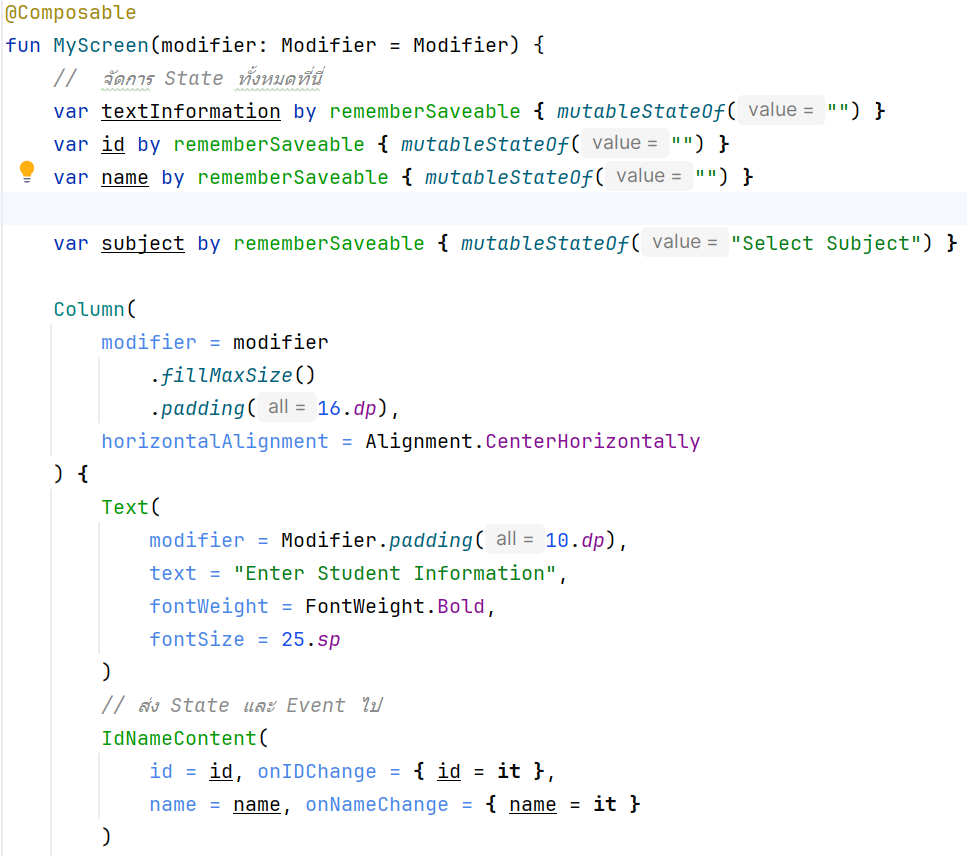 @Composable
fun MyScreen(modifier: Modifier = Modifier) {
    //  จัดการ State ทั้งหมดที่นี่
    var textInformation by rememberSaveable { mutableStateOf( value = "") }
    var id by rememberSaveable { mutableStateOf( value = "") }
    var name by rememberSaveable { mutableStateOf( value = "") }
    var subject by rememberSaveable { mutableStateOf( value = "Select Subject") }
    Column(
        modifier = modifier
            .fillMaxSize()
            .padding( all = 16.dp),
        horizontalAlignment = Alignment.CenterHorizontally
    ) {
        Text(
            modifier = Modifier.padding( all = 10.dp),
            text = "Enter Student Information",
            fontWeight = FontWeight.Bold,
            fontSize = 25.sp
        )
        // ส่ง State และ Event ไป
        IdNameContent(
            id = id, onIDChange = { id = it },
            name = name, onNameChange = { name = it }
        )